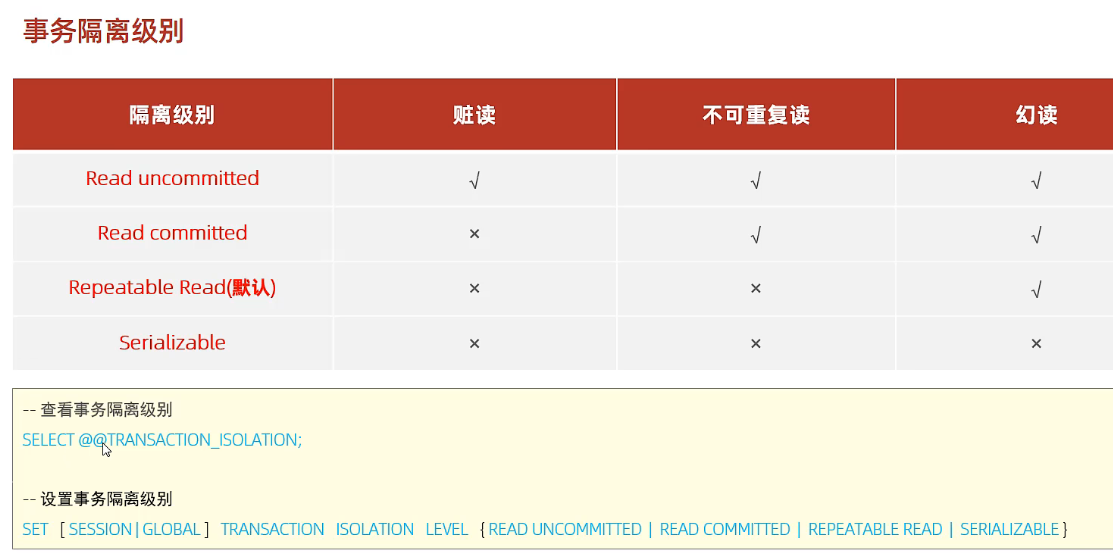 事务隔离级别
隔离级别 赃读 不可重复读 幻读
Read uncommitted √ √ √
Read committed × √ √
Repeatable Read(默认) × × √
Serializable × × ×
-- 查看事务隔离级别
SELECT @@TRANSACTION_ISOLATION;
-- 设置事务隔离级别
SET [ SESSION | GLOBAL ] TRANSACTION ISOLATION LEVEL { READ UNCOMMITTED | READ COMMITTED | REPEATABLE READ | SERIALIZABLE }